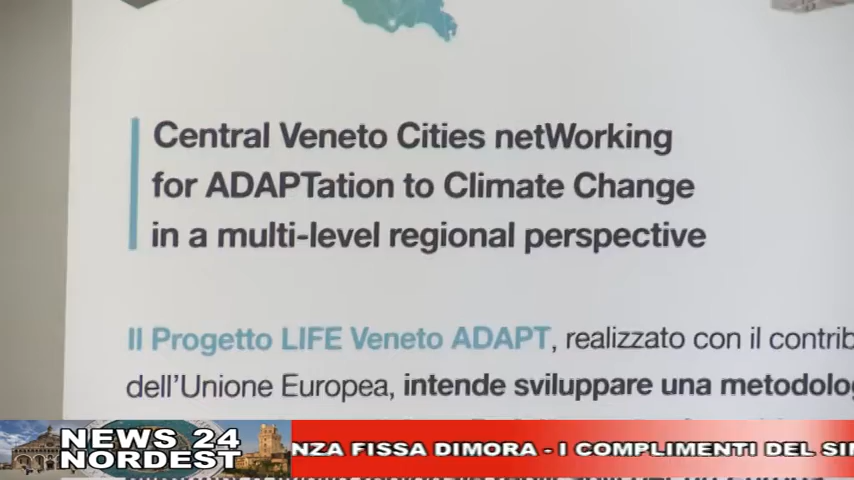 Central Veneto Cities netWorking
for ADAPTation to Climate Change
in a multi-level regional perspective
Il Progetto LIFE Veneto ADAPT, realizzato con il contrib
dell'Unione Europea, intende sviluppare una metodolog
NEWS 24
NORDEST
NZA FISSA DIMORA - I COMPLIMENTI DEL SI